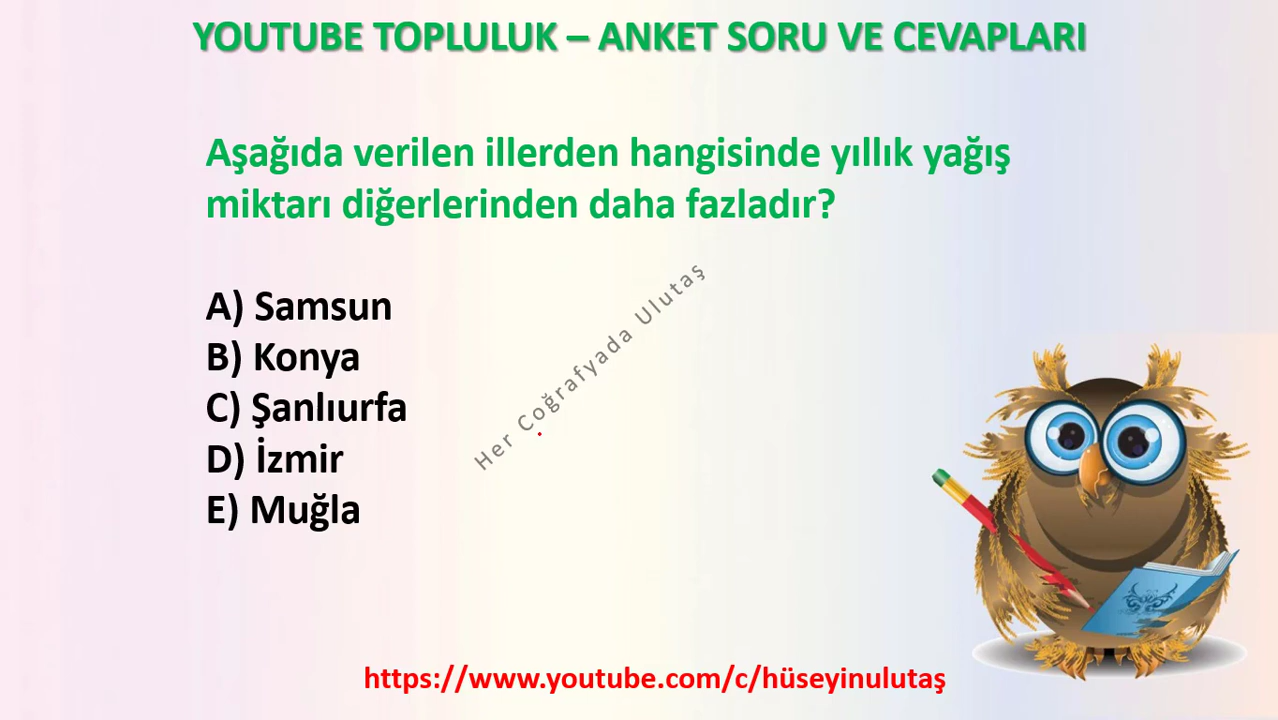 YOUTUBE TOPLULUK – ANKET SORU VE CEVAPLARI
Aşağıda verilen illerden hangisinde yıllık yağış
miktarı diğerlerinden daha fazladır?
A) Samsun
B) Konya
C) Şanlıurfa
D) İzmir
E) Muğla
Her Coğrafyada Ulutaş
https://www.youtube.com/c/hüseyinulutaş